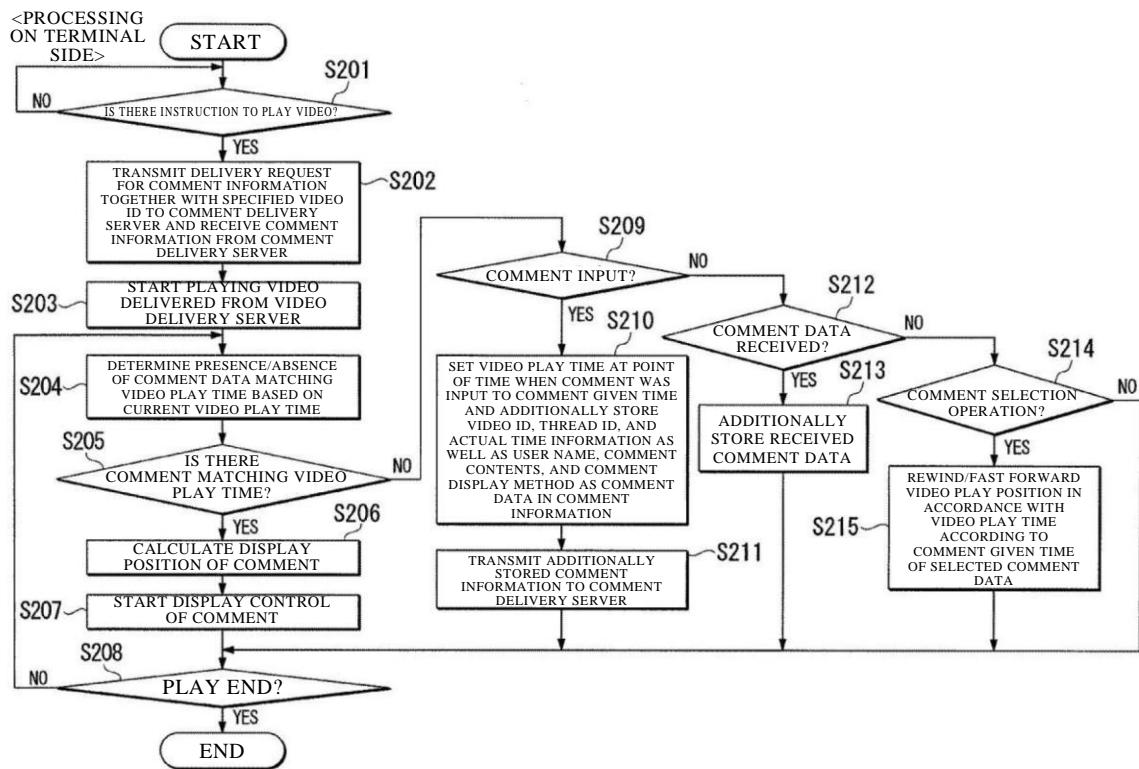 <PROCESSING
ON TERMINAL
SIDE>
START
S201
NO
IS THERE INSTRUCTION TO PLAY VIDEO?
YES
TRANSMIT DELIVERY REQUEST
FOR COMMENT INFORMATION
TOGETHER WITH SPECIFIED VIDEO
ID TO COMMENT DELIVERY
SERVER AND RECEIVE COMMENT
INFORMATION FROM COMMENT
DELIVERY SERVER
S202
S203
START PLAYING VIDEO
DELIVERED FROM VIDEO
DELIVERY SERVER
S204
DETERMINE PRESENCE/ABSENCE
OF COMMENT DATA MATCHING
VIDEO PLAY TIME BASED ON
CURRENT VIDEO PLAY TIME
S205
IS THERE
COMMENT MATCHING VIDEO
PLAY TIME?
NO
YES
S206
CALCULATE DISPLAY
POSITION OF COMMENT
S207
START DISPLAY CONTROL
OF COMMENT
S208
NO
PLAY END?
YES
END
S209
COMMENT INPUT?
NO
YES
S210
SET VIDEO PLAY TIME AT POINT
OF TIME WHEN COMMENT WAS
INPUT TO COMMENT GIVEN TIME
AND ADDITIONALLY STORE
VIDEO ID, THREAD ID, AND
ACTUAL TIME INFORMATION AS
WELL AS USER NAME, COMMENT
CONTENTS, AND COMMENT
DISPLAY METHOD AS COMMENT
DATA IN COMMENT
INFORMATION
S211
TRANSMIT ADDITIONALLY
STORED COMMENT
INFORMATION TO COMMENT
DELIVERY SERVER
S212
COMMENT DATA
RECEIVED?
NO
YES
S213
ADDITIONALLY
STORE RECEIVED
COMMENT DATA
S214
COMMENT SELECTION
OPERATION?
NO
YES
S215
REWIND/FAST FORWARD
VIDEO PLAY POSITION IN
ACCORDANCE WITH
VIDEO PLAY TIME
ACCORDING TO
COMMENT GIVEN TIME
OF SELECTED COMMENT
DATA